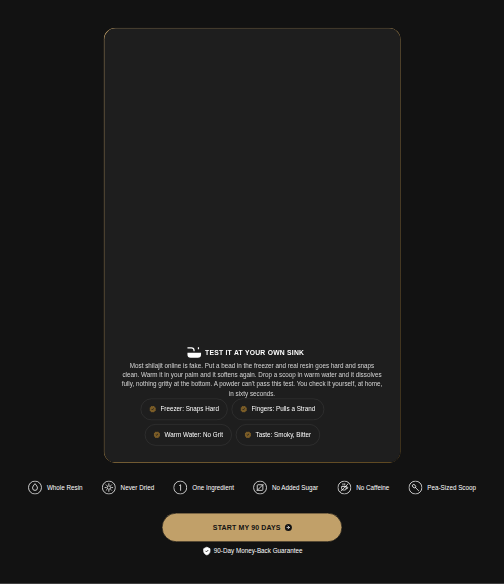 TEST IT AT YOUR OWN SINK
Most shilajit online is fake. Put a bead in the freezer and real resin goes hard and snaps
clean. Warm it in your palm and it softens again. Drop a scoop in warm water and it dissolves
fully, nothing gritty at the bottom. A powder can't pass this test. You check it yourself, at home,
in sixty seconds.
Freezer: Snaps Hard
Fingers: Pulls a Strand
Warm Water: No Grit
Taste: Smoky, Bitter
Whole Resin
Never Dried
1 One Ingredient
No Added Sugar
No Caffeine
Pea-Sized Scoop
START MY 90 DAYS
90-Day Money-Back Guarantee